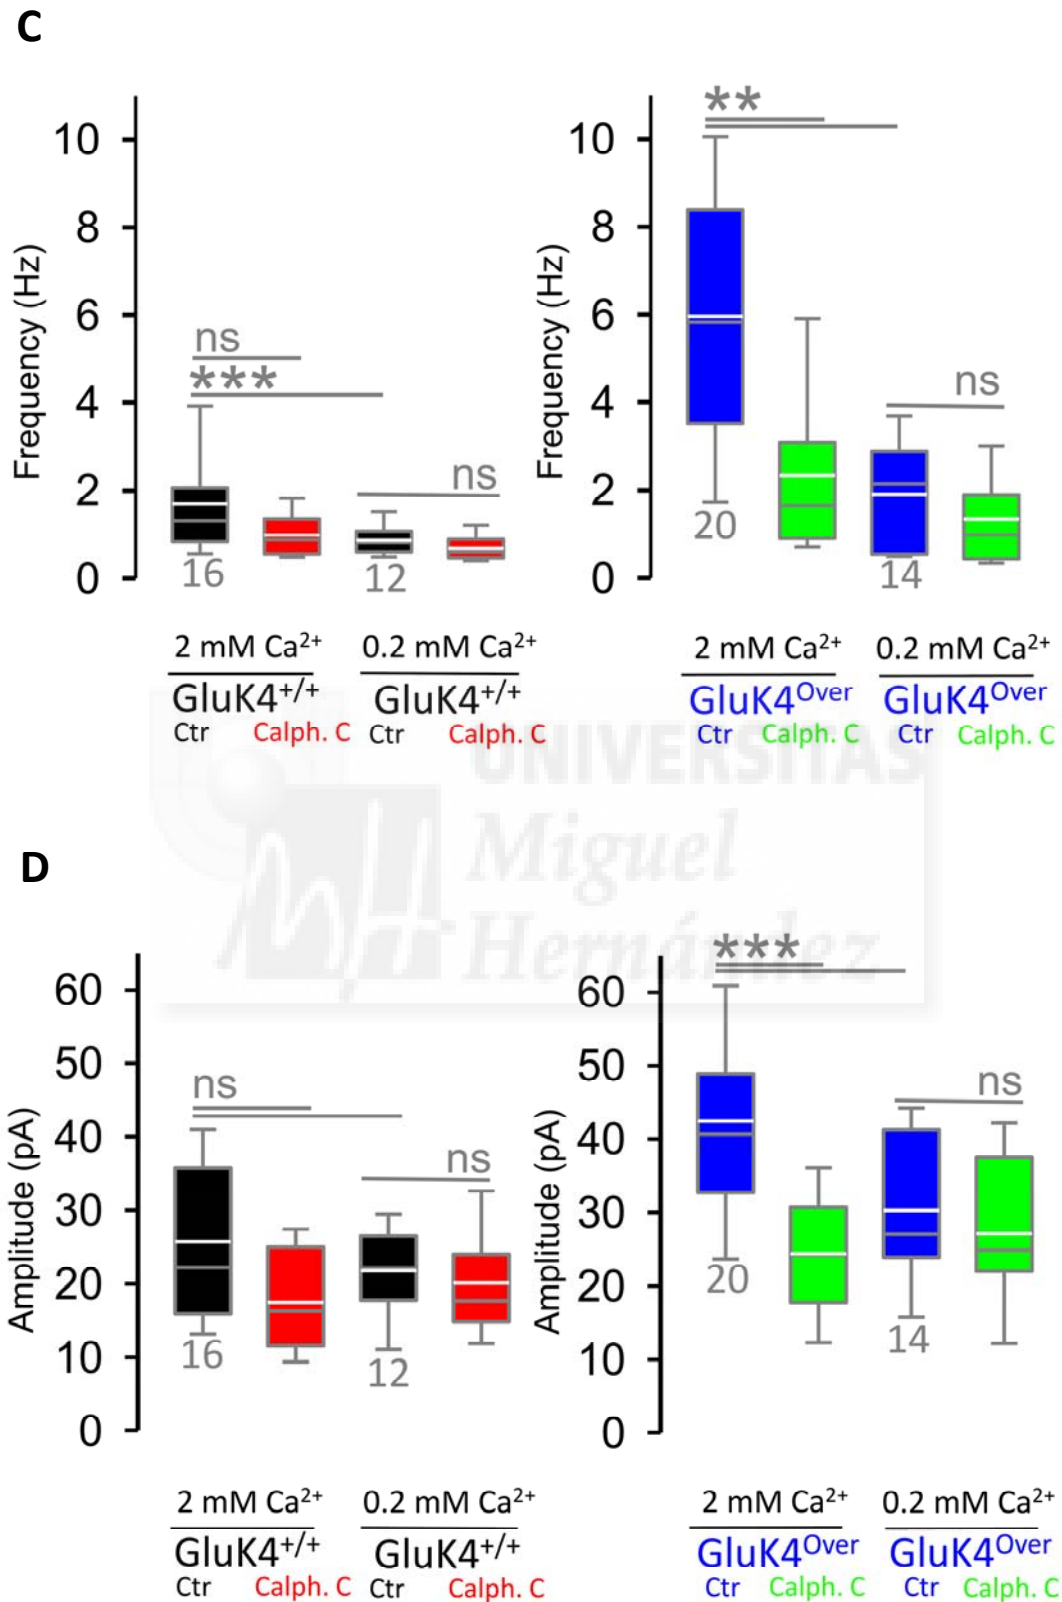 C
10
8
6
4
2
0
Frequency (Hz)
ns
***
ns
16
12
2 mM Ca²⁺
0.2 mM Ca²⁺
GluK4⁺/⁺
GluK4⁺/⁺
Ctr
Calph. C
Ctr
Calph. C
10
8
6
4
2
0
Frequency (Hz)
**
ns
20
14
2 mM Ca²⁺
0.2 mM Ca²⁺
GluK4ᴼᵛᵉʳ
GluK4ᴼᵛᵉʳ
Ctr
Calph. C
Ctr
Calph. C
UNIVERSITAS
Miguel
Hernández
D
60
50
40
30
20
10
0
Amplitude (pA)
ns
ns
16
12
2 mM Ca²⁺
0.2 mM Ca²⁺
GluK4⁺/⁺
GluK4⁺/⁺
Ctr
Calph. C
Ctr
Calph. C
60
50
40
30
20
10
0
Amplitude (pA)
***
ns
20
14
2 mM Ca²⁺
0.2 mM Ca²⁺
GluK4ᴼᵛᵉʳ
GluK4ᴼᵛᵉʳ
Ctr
Calph. C
Ctr
Calph. C